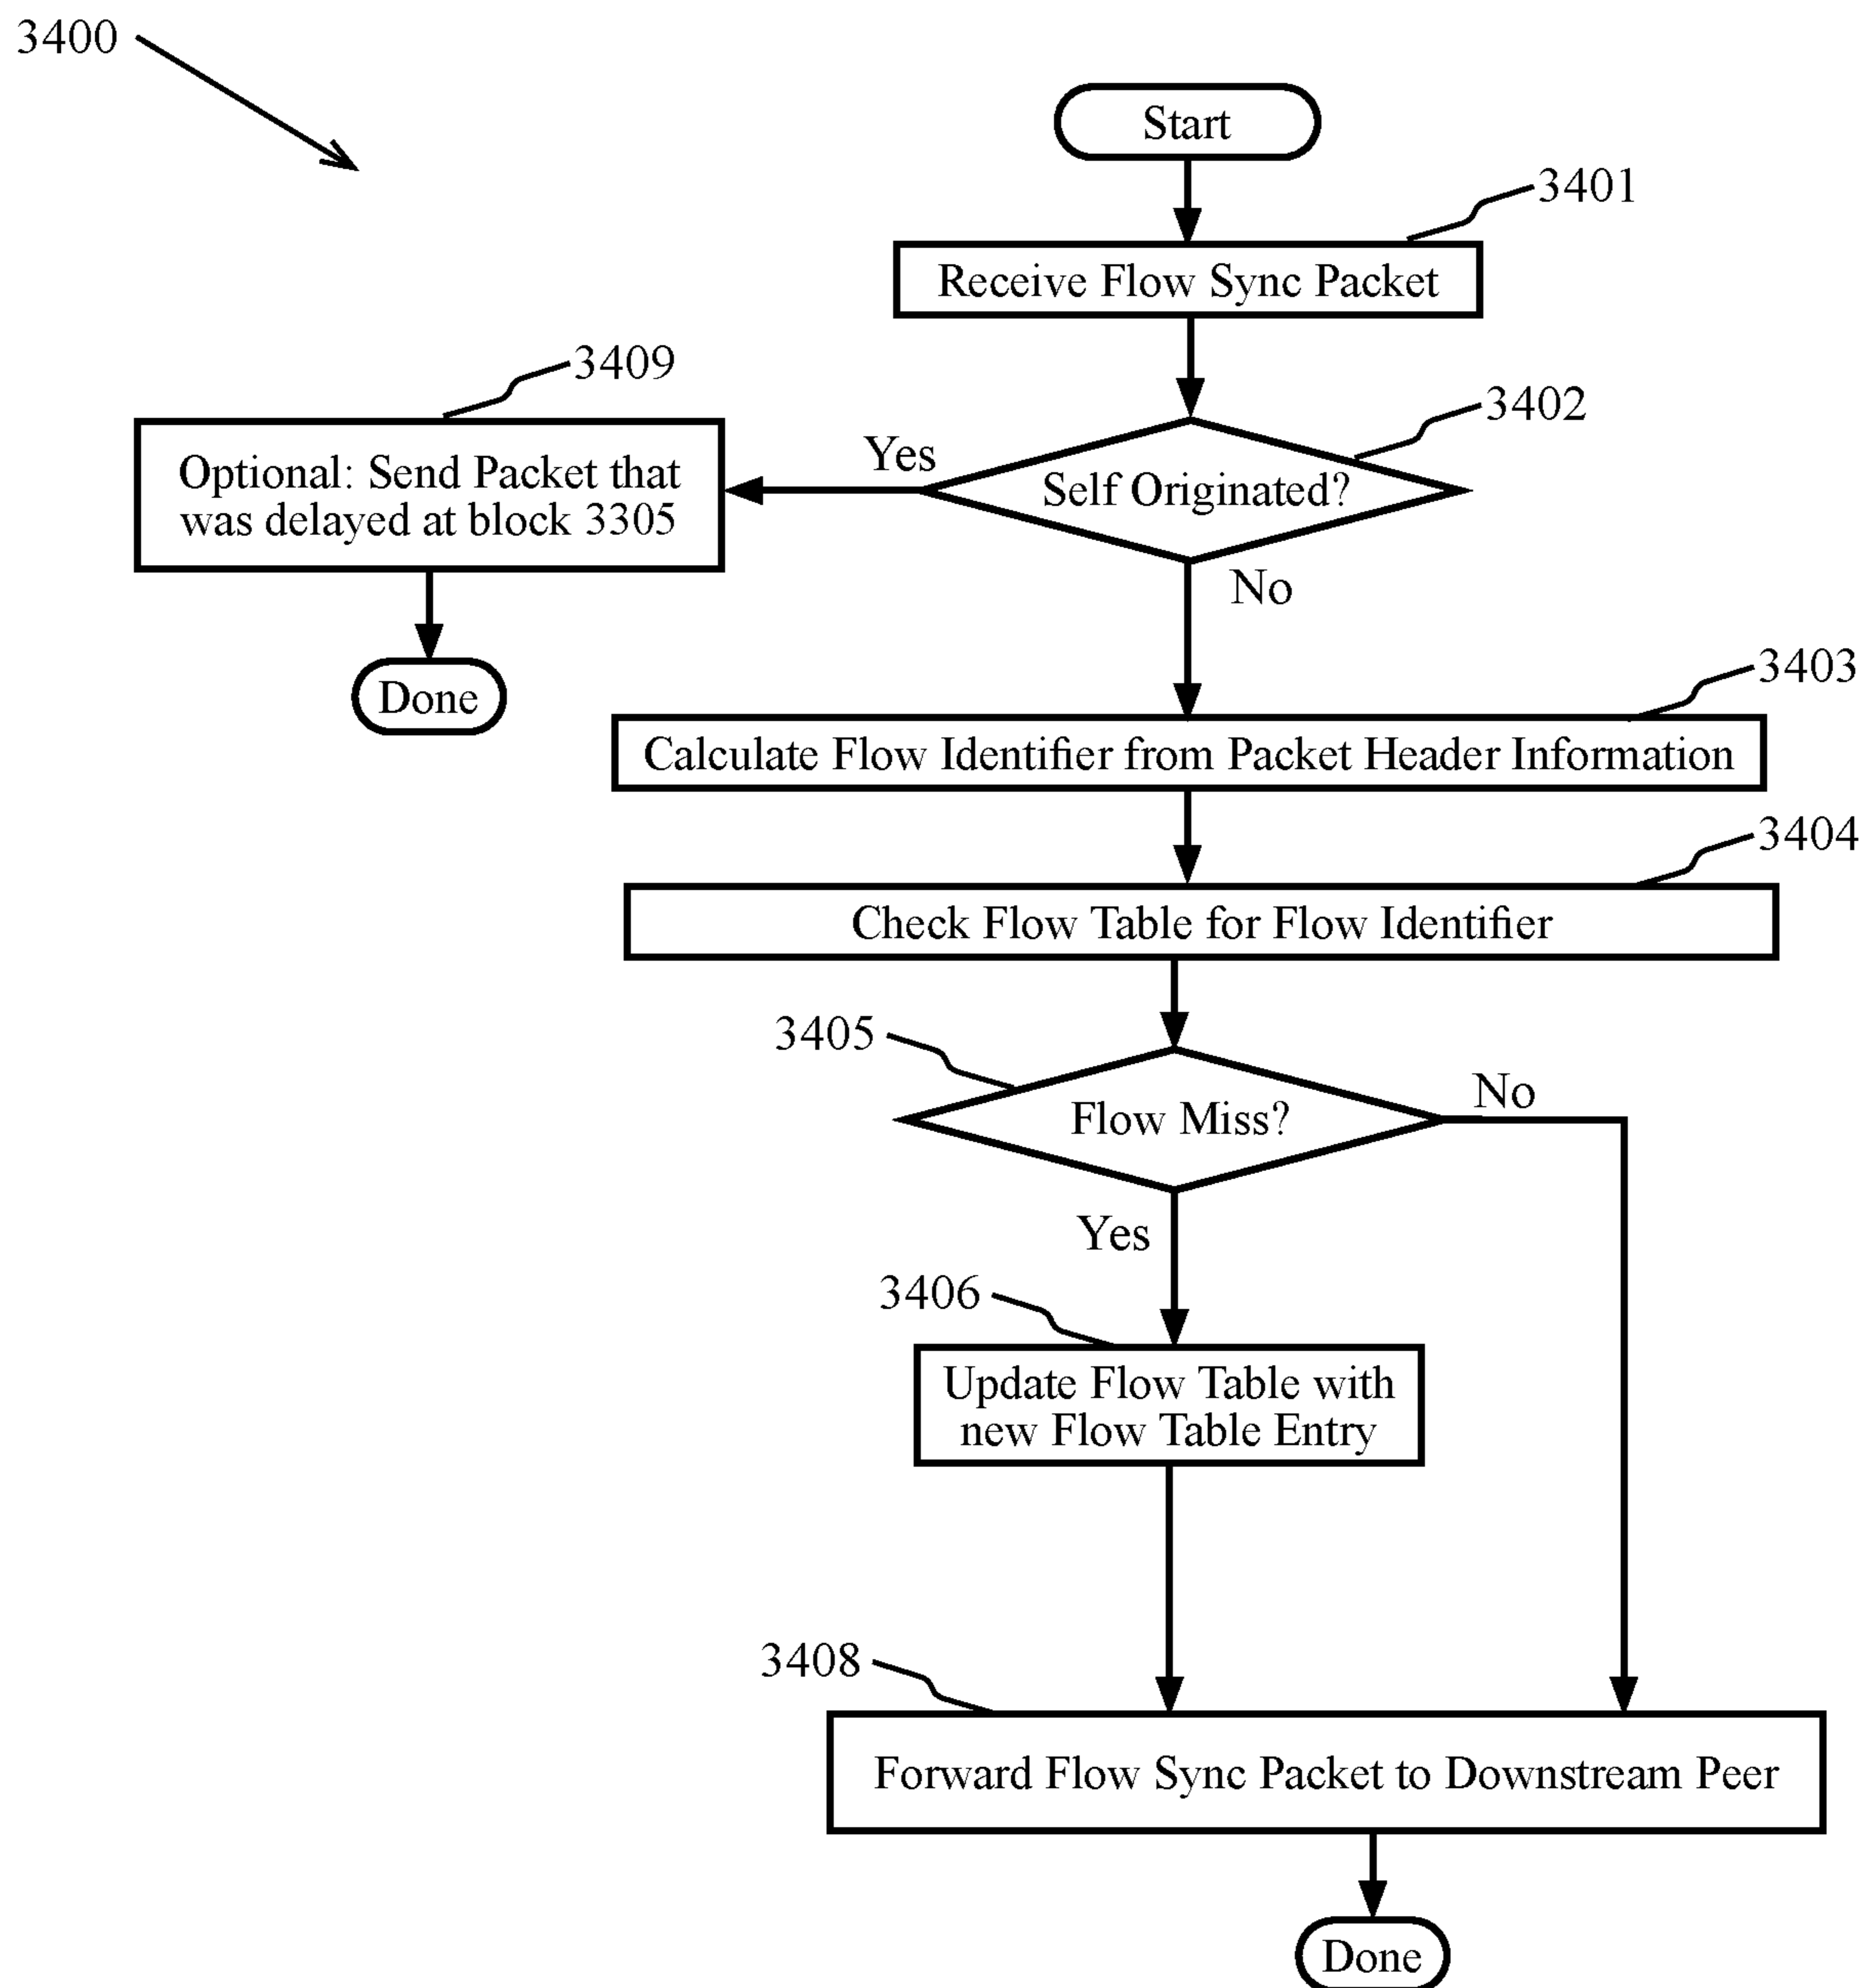 3400
Start
3401
Receive Flow Sync Packet
3409
3402
Optional: Send Packet that
was delayed at block 3305
Yes
Self Originated?
No
Done
3403
Calculate Flow Identifier from Packet Header Information
3404
Check Flow Table for Flow Identifier
3405
Flow Miss?
No
Yes
3406
Update Flow Table with
new Flow Table Entry
3408
Forward Flow Sync Packet to Downstream Peer
Done